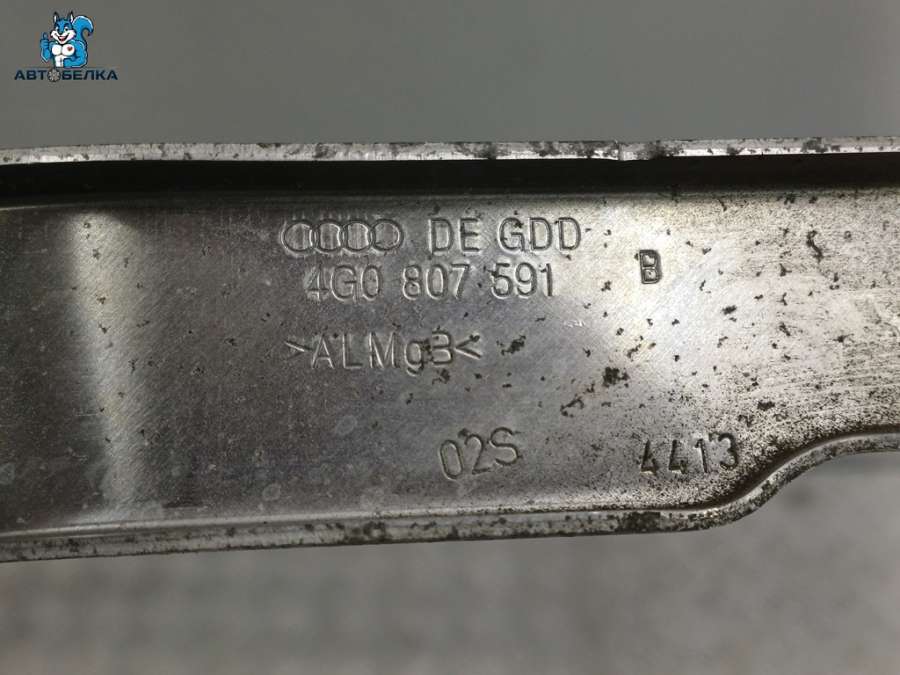 АВТОБЕЛКА
DE GDD
4G0 807 591 B
>ALMg3<
02S 4413